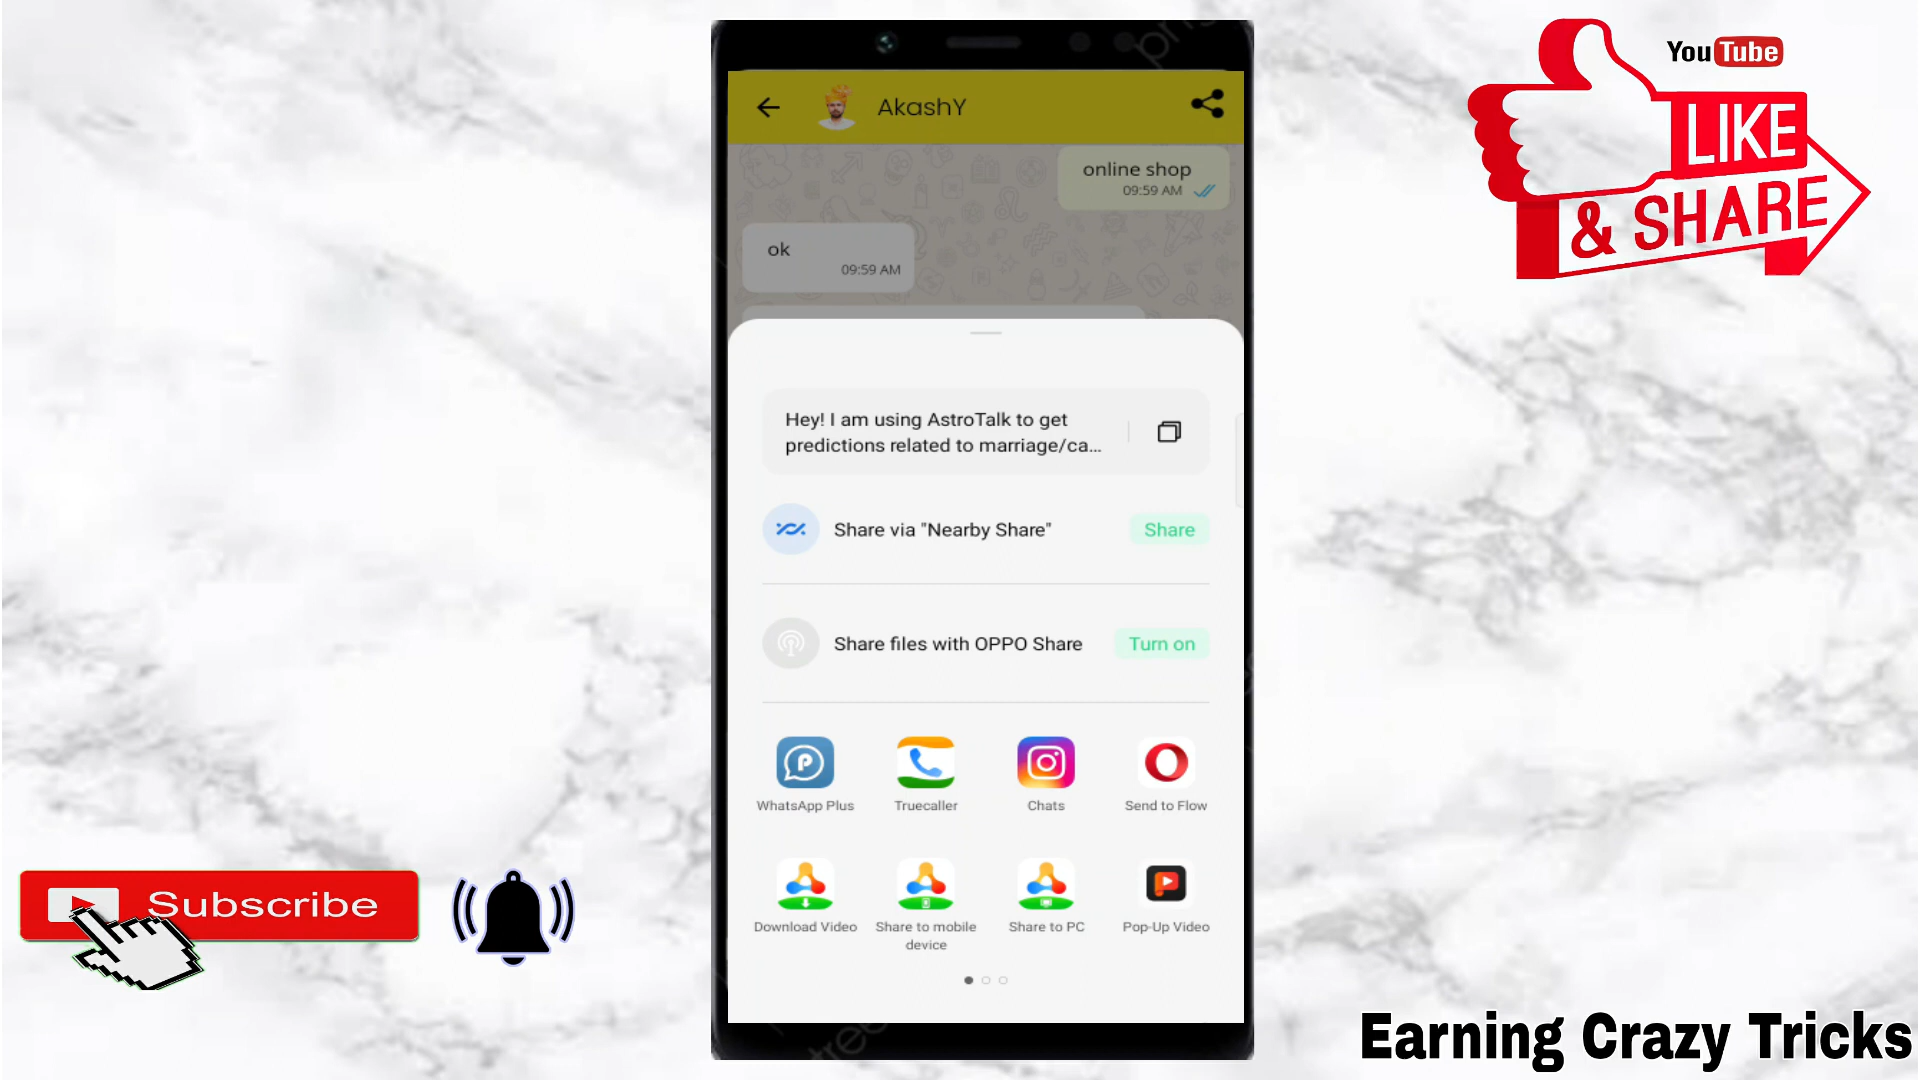 YouTube
LIKE
& SHARE
AkashY
online shop
09:59 AM
ok
09:59 AM
Hey! I am using AstroTalk to get
predictions related to marriage/ca...
Share via "Nearby Share"
Share
Share files with OPPO Share
Turn on
WhatsApp Plus
Truecaller
Chats
Send to Flow
Download Video
Share to mobile
device
Share to PC
Pop-Up Video
Subscribe
Earning Crazy Tricks